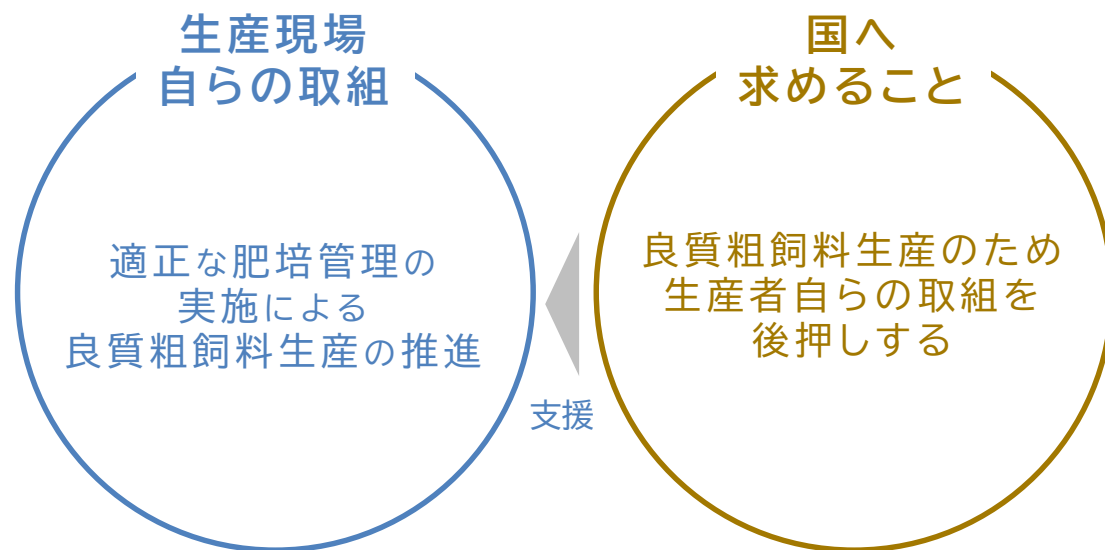 生産現場
自らの取組
適正な肥培管理の
実施による
良質粗飼料生産の推進
支援
国へ
求めること
良質粗飼料生産のため
生産者自らの取組を
後押しする